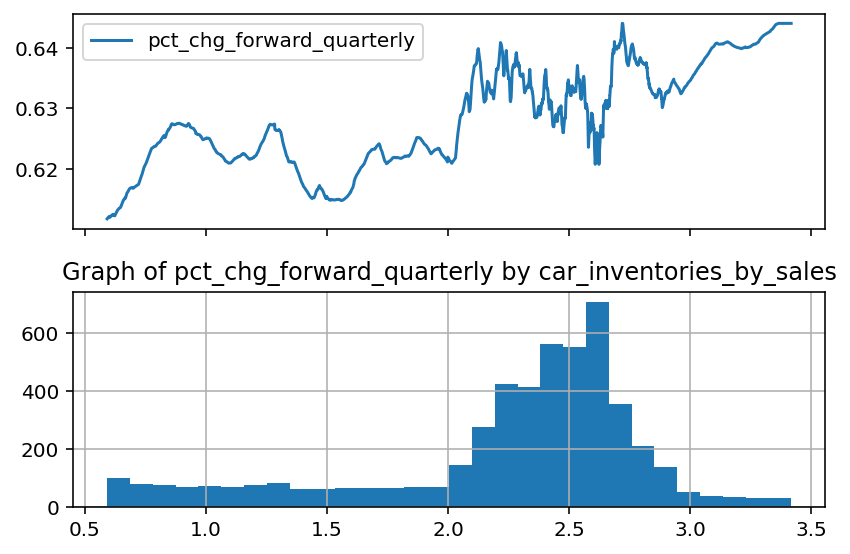 pct_chg_forward_quarterly
0.64
0.63
0.62
Graph of pct_chg_forward_quarterly by car_inventories_by_sales
600
400
200
0
0.5 1.0 1.5 2.0 2.5 3.0 3.5